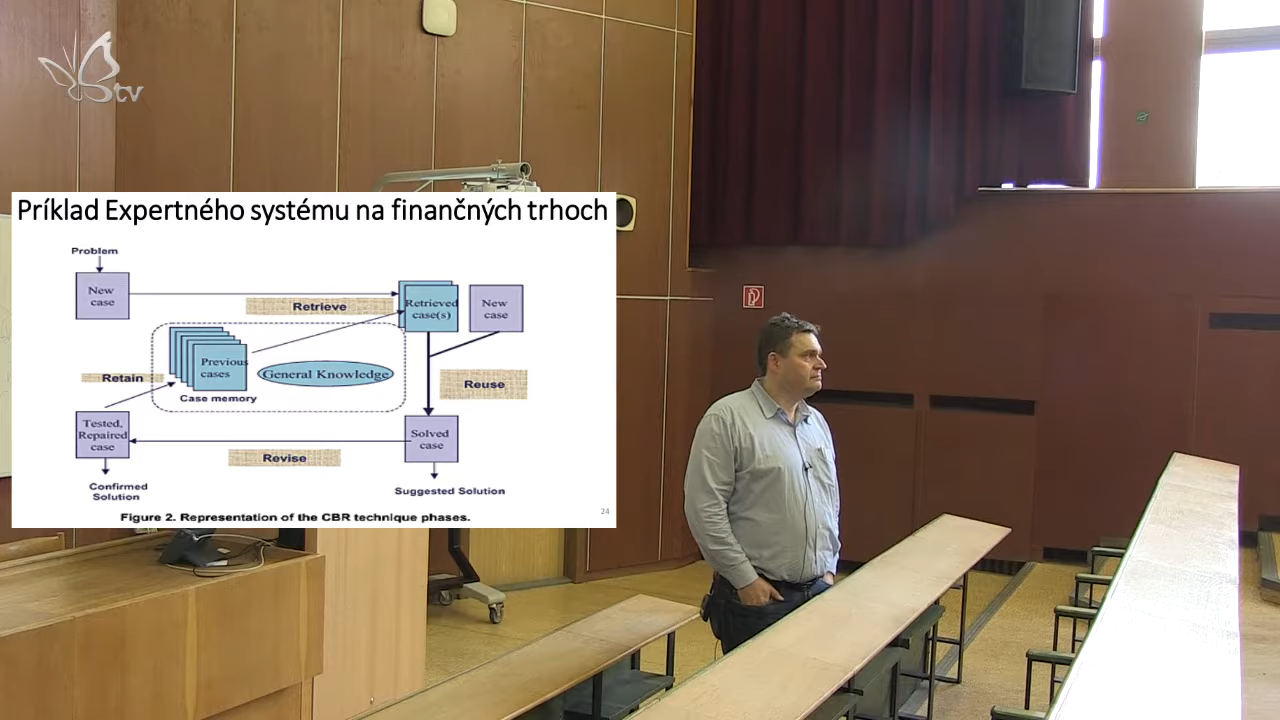 tv
Príklad Expertného systému na finančných trhoch
Problem
New
case
Retrieve
Retrieved
case(s)
New
case
Previous
cases
General Knowledge
Retain
Case memory
Reuse
Tested,
Repaired
case
Solved
case
Revise
Confirmed
Solution
Suggested Solution
Figure 2. Representation of the CBR technique phases.
24